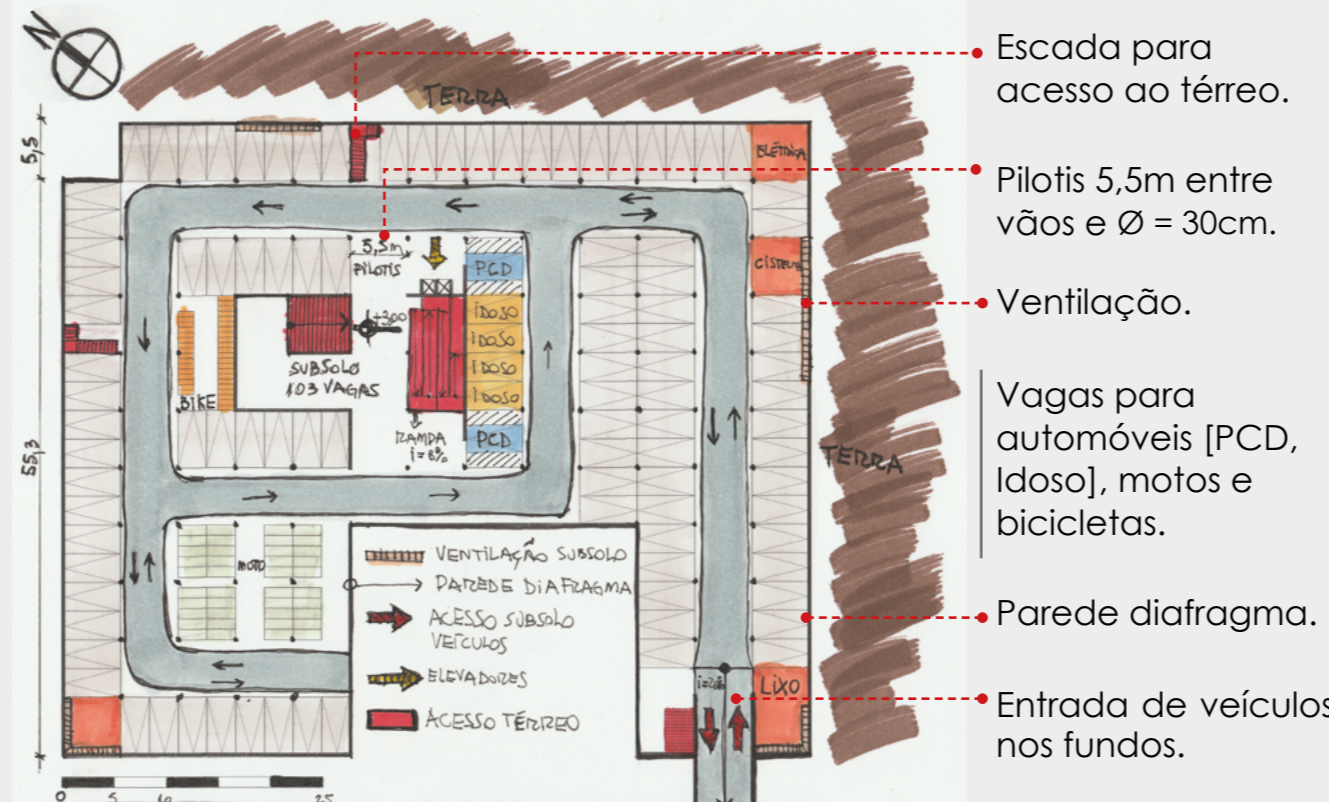 N
TERRA
5,5
55,3
ELÉTRICA
CISTERNA
5,5m
PILOTIS
PCD
IDOSO
IDOSO
IDOSO
IDOSO
PCD
+3,00
SUBSOLO
103 VAGAS
BIKE
RAMPA
i=8%
TERRA
MOTO
VENTILAÇÃO SUBSOLO
PAREDE DIAFRAGMA
ACESSO SUBSOLO
VEÍCULOS
ELEVADORES
ACESSO TÉRREO
LIXO
0 5 10 25
Escada para
acesso ao térreo.
Pilotis 5,5m entre
vãos e Ø = 30cm.
Ventilação.
Vagas para
automóveis [PCD,
Idoso], motos e
bicicletas.
Parede diafragma.
Entrada de veículos
nos fundos.